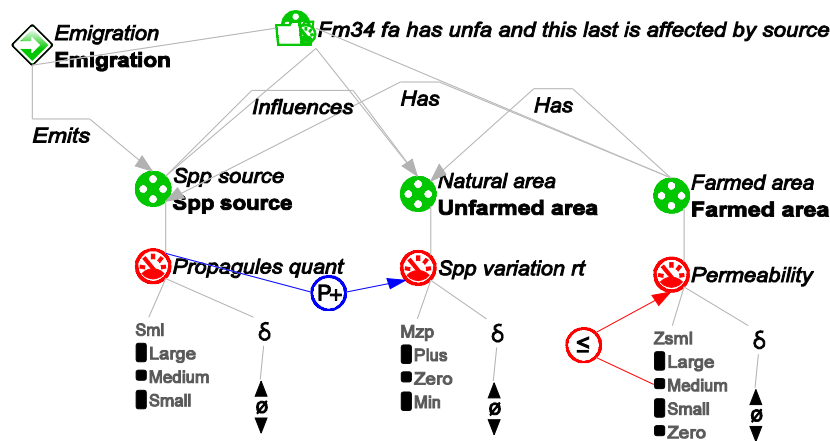 Emigration
Emigration
Fm34 fa has unfa and this last is affected by source
Emits
Influences
Has
Has
Spp source
Spp source
Natural area
Unfarmed area
Farmed area
Farmed area
Propagules quant
P+
Spp variation rt
Permeability
Sml
Large
Medium
Small
δ
ø
Mzp
Plus
Zero
Min
δ
ø
≤
Zsml
Large
Medium
Small
Zero
δ
ø